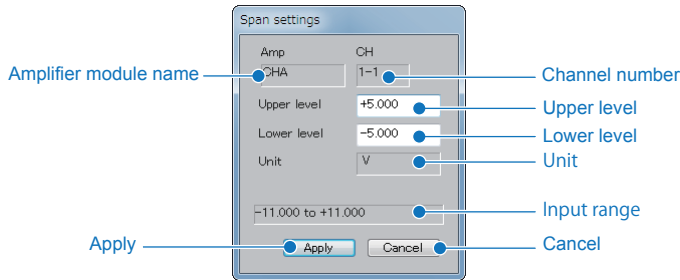 Span settings
Amp CH
Amplifier module name CHA 1-1 Channel number
Upper level +5.000 Upper level
Lower level -5.000 Lower level
Unit V Unit
-11.000 to +11.000 Input range
Apply Apply Cancel Cancel